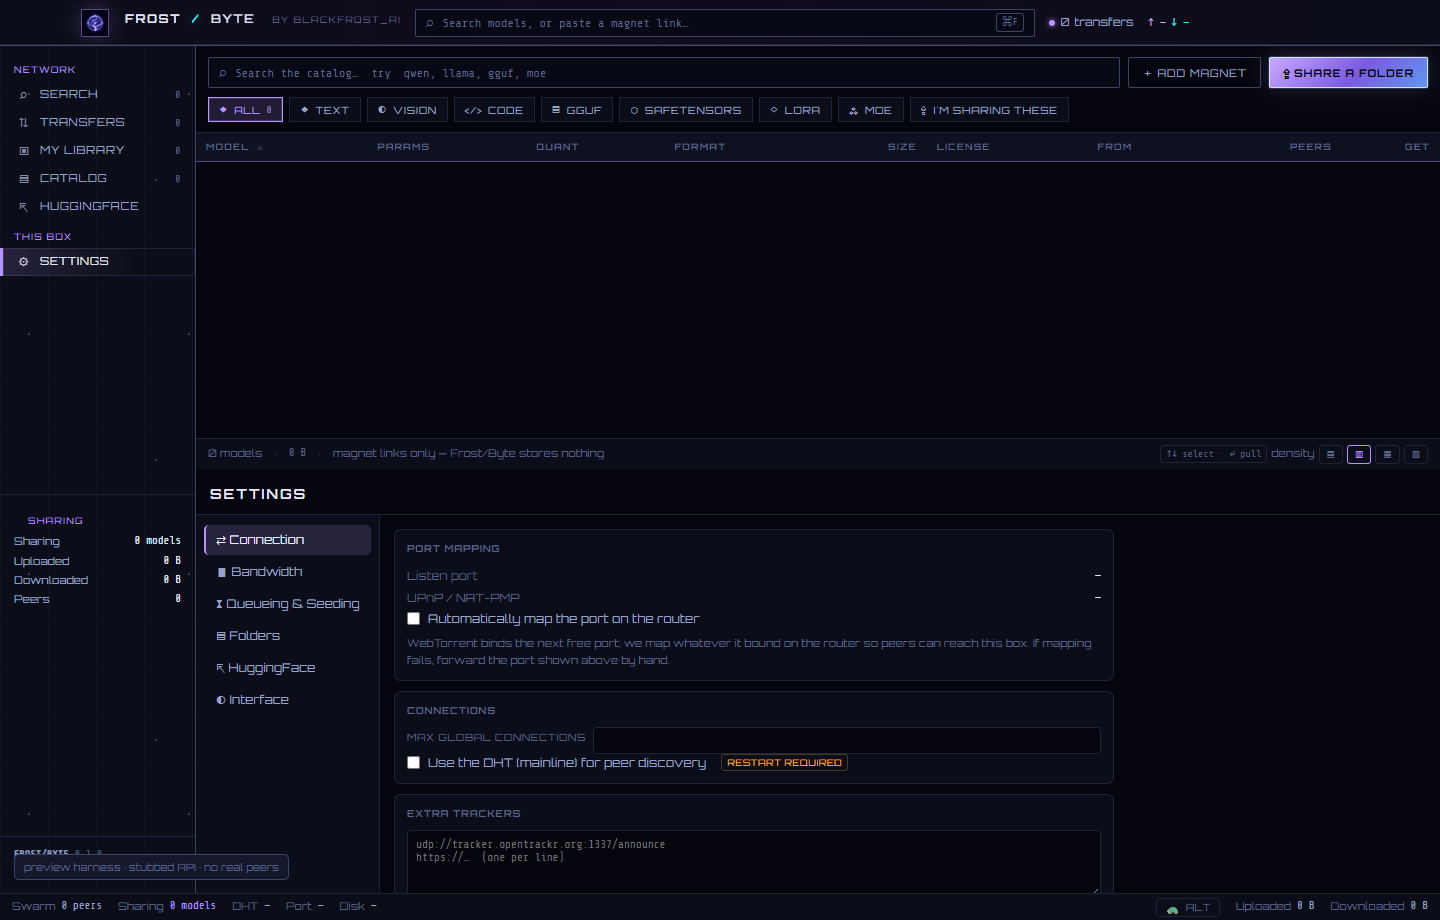 FROST / BYTE BY BLACKFROST_AI
Search models, or paste a magnet link… ⌘F
0 transfers ↑ – ↓ –
NETWORK
SEARCH 0
TRANSFERS 0
MY LIBRARY 0
CATALOG 0
HUGGINGFACE
THIS BOX
SETTINGS
SHARING
Sharing 0 models
Uploaded 0 B
Downloaded 0 B
Peers 0
preview harness · stubbed API · no real peers
Search the catalog… try qwen, llama, gguf, moe
+ ADD MAGNET
SHARE A FOLDER
ALL 0
TEXT
VISION
</> CODE
GGUF
SAFETENSORS
LORA
MOE
I'M SHARING THESE
MODEL PARAMS QUANT FORMAT SIZE LICENSE FROM PEERS GET
0 models · 0 B · magnet links only — Frost/Byte stores nothing
↑↓ select · ↵ pull density
SETTINGS
Connection
Bandwidth
Queueing & Seeding
Folders
HuggingFace
Interface
PORT MAPPING
Listen port –
UPnP / NAT-PMP –
Automatically map the port on the router
WebTorrent binds the next free port; we map whatever it bound on the router so peers can reach this box. If mapping
fails, forward the port shown above by hand.
CONNECTIONS
MAX GLOBAL CONNECTIONS
Use the DHT (mainline) for peer discovery RESTART REQUIRED
EXTRA TRACKERS
udp://tracker.opentrackr.org:1337/announce
https://… (one per line)
Swarm 0 peers Sharing 0 models DHT – Port – Disk –
ALT Uploaded 0 B Downloaded 0 B